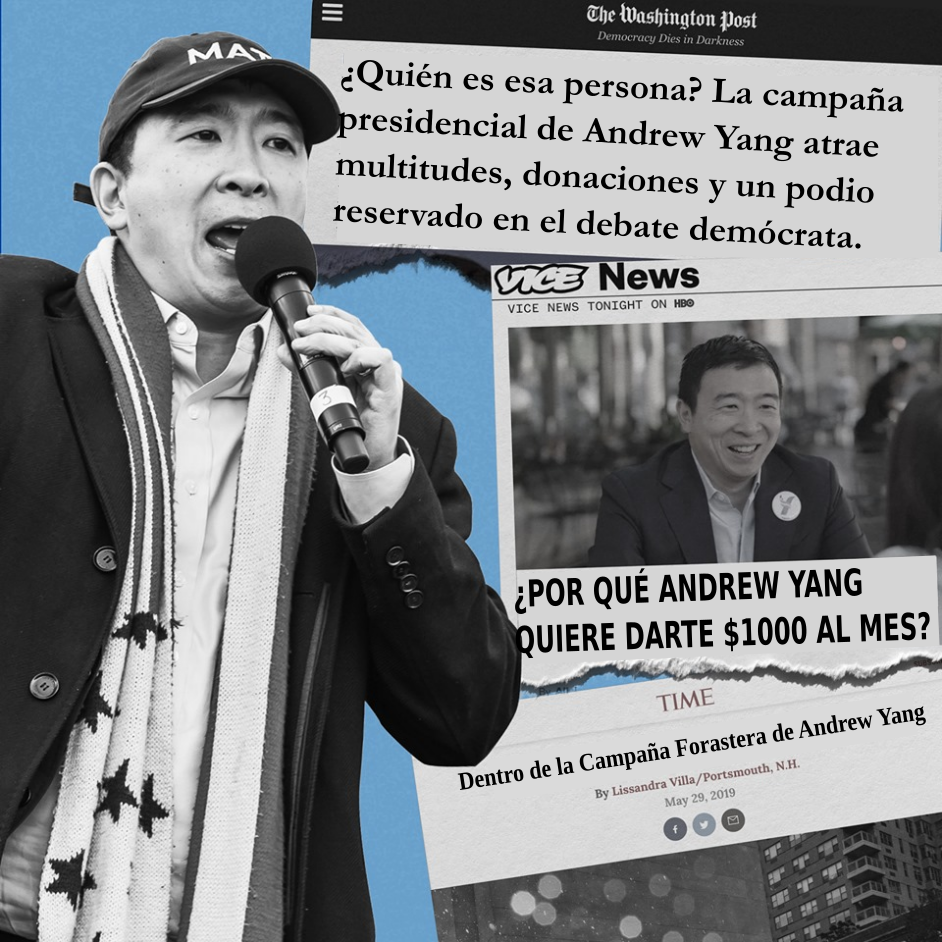 MAT
The Washington Post
Democracy Dies in Darkness
¿Quién es esa persona? La campaña
presidencial de Andrew Yang atrae
multitudes, donaciones y un podio
reservado en el debate demócrata.
VICE News
VICE NEWS TONIGHT ON HBO
¿POR QUÉ ANDREW YANG
QUIERE DARTE $1000 AL MES?
TIME
Dentro de la Campaña Forastera de Andrew Yang
By Lissandra Villa/Portsmouth, N.H.
May 29, 2019
3